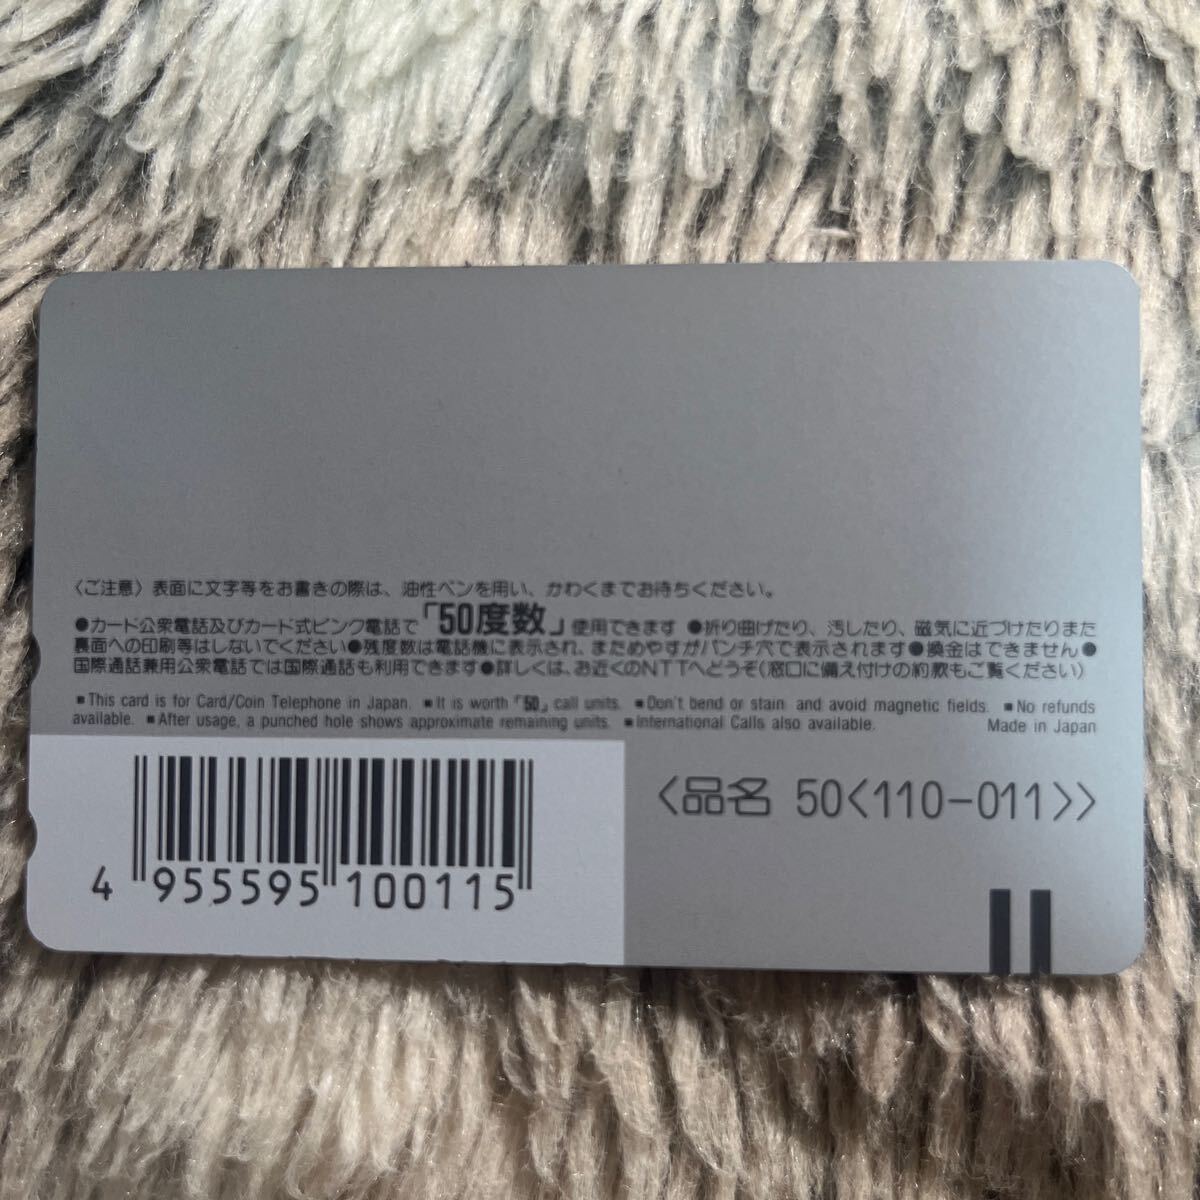 〈ご注意〉表面に文字等をお書きの際は、油性ペンを用い、かわくまでお待ちください。
●カード公衆電話及びカード式ピンク電話で「50度数」使用できます ●折り曲げたり、汚したり、磁気に近づけたりまた
裏面への印刷等はしないでください●残度数は電話機に表示され、まためやすがパンチ穴で表示されます●換金はできません●
国際通話兼用公衆電話では国際通話も利用できます●詳しくは、お近くのNTTへどうぞ(窓口に備え付けの約款もご覧ください)
■This card is for Card/Coin Telephone in Japan. ■It is worth「50」call units. ■Don't bend or stain and avoid magnetic fields. ■No refunds
available. ■After usage, a punched hole shows approximate remaining units. ■International Calls also available. Made in Japan
〈品名 50〈110-011〉〉
4 955595 100115